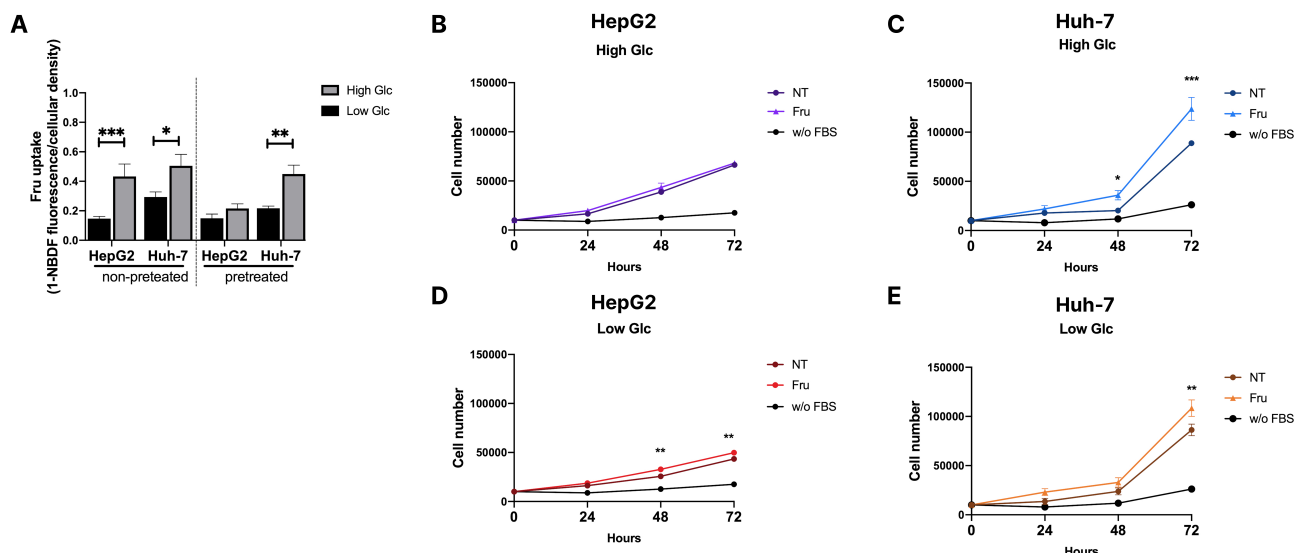 A
Fru uptake
(1-NBDF fluorescence/cellular density)
1.0
0.8
0.6
0.4
0.2
0.0
***
*
**
High Glc
Low Glc
HepG2 Huh-7 HepG2 Huh-7
non-preteated pretreated
B
HepG2
High Glc
Cell number
150000
100000
50000
0
0 24 48 72
Hours
NT
Fru
w/o FBS
C
Huh-7
High Glc
Cell number
150000
100000
50000
0
*
***
0 24 48 72
Hours
NT
Fru
w/o FBS
D
HepG2
Low Glc
Cell number
150000
100000
50000
0
**
**
0 24 48 72
Hours
NT
Fru
w/o FBS
E
Huh-7
Low Glc
Cell number
150000
100000
50000
0
**
0 24 48 72
Hours
NT
Fru
w/o FBS